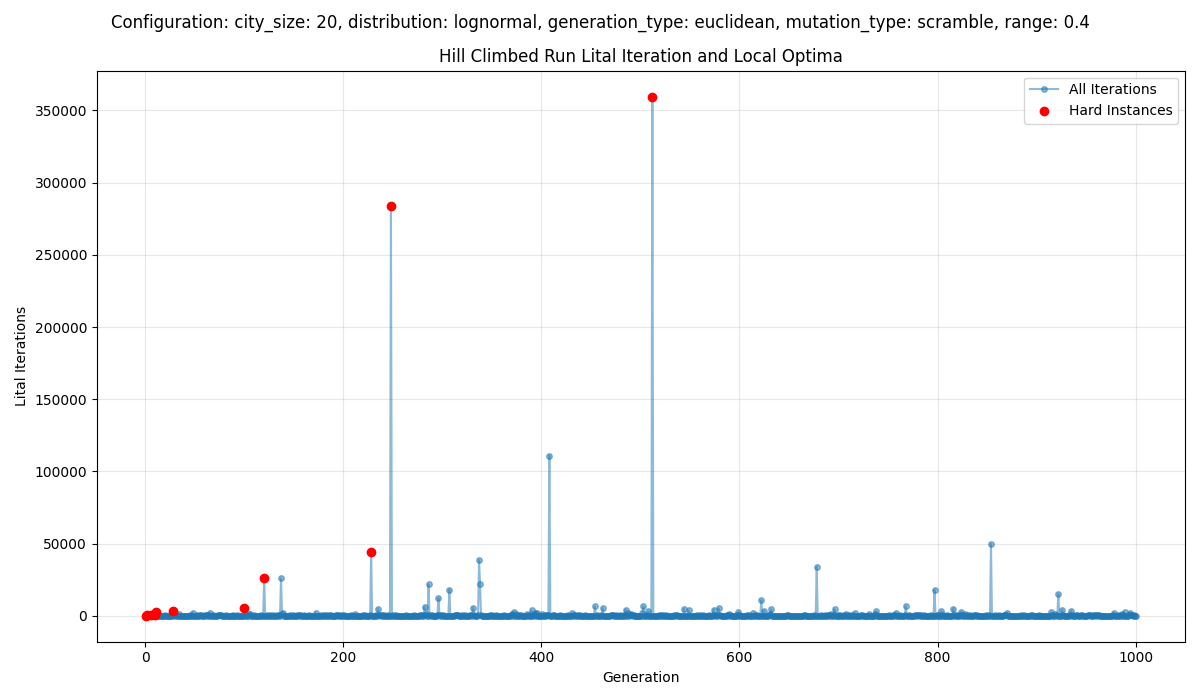 Configuration: city_size: 20, distribution: lognormal, generation_type: euclidean, mutation_type: scramble, range: 0.4
Hill Climbed Run Lital Iteration and Local Optima
All Iterations
Hard Instances
Lital Iterations
350000
300000
250000
200000
150000
100000
50000
0
0
200
400
600
800
1000
Generation